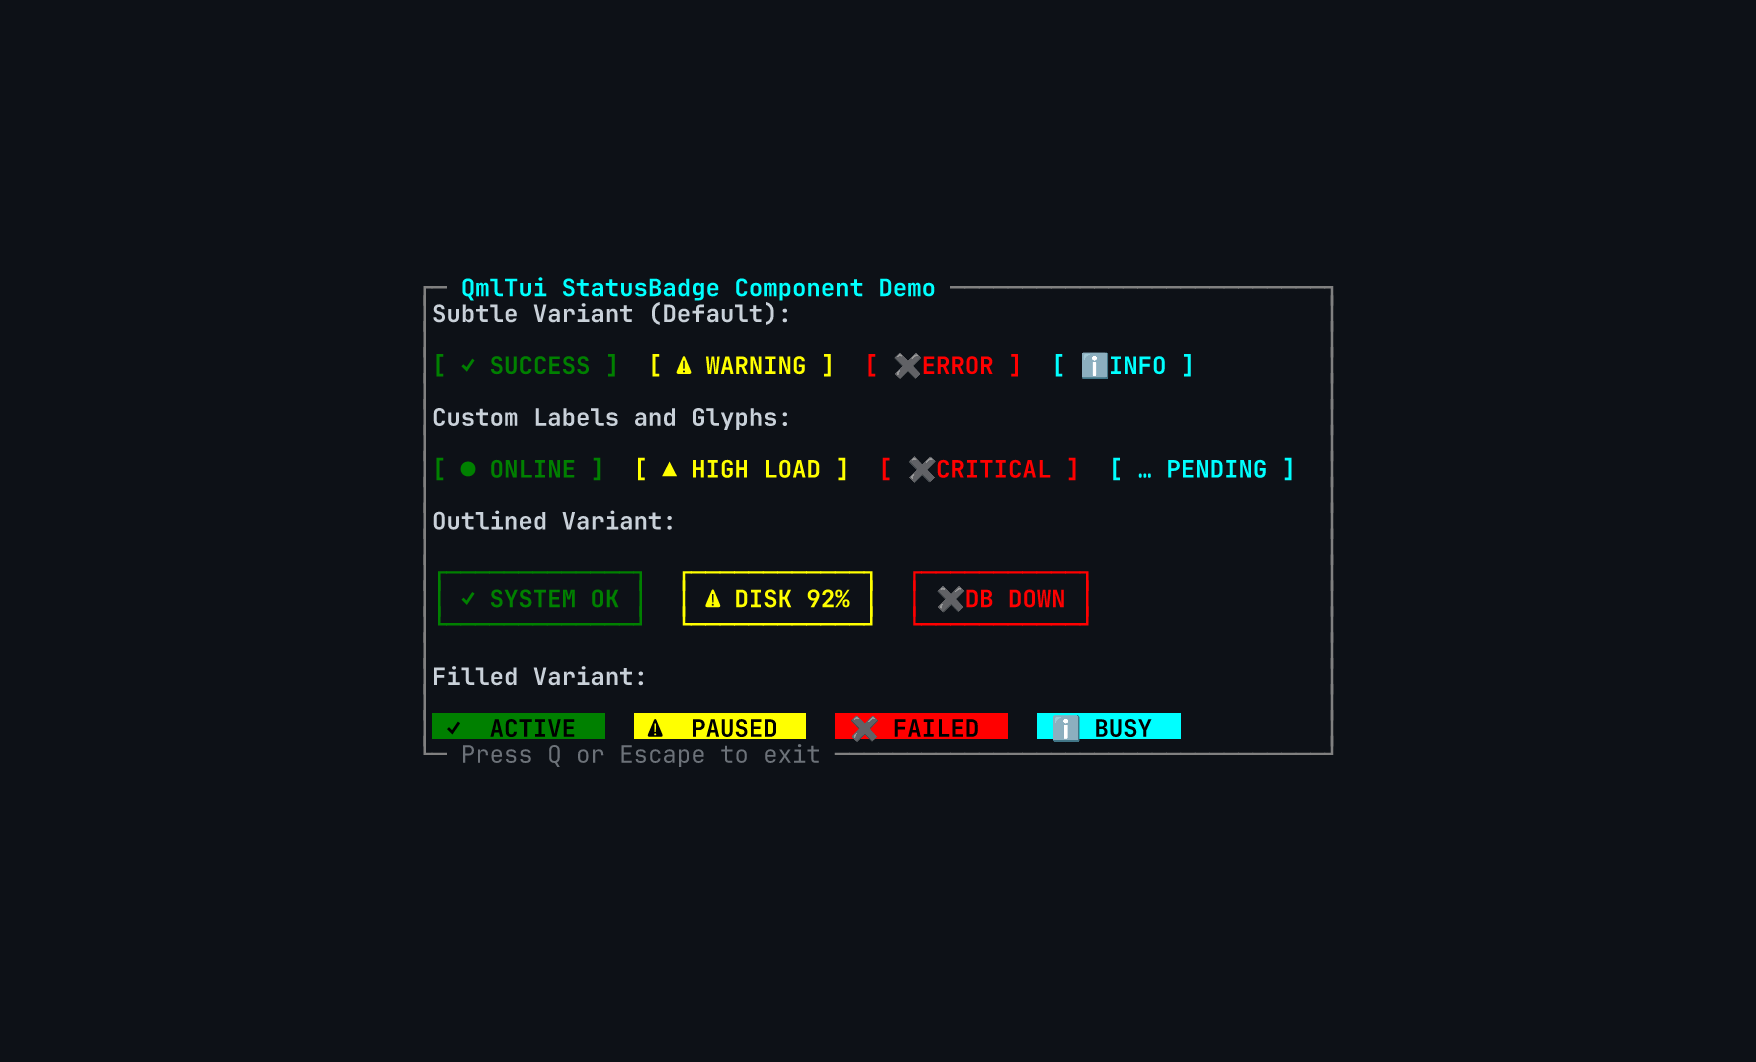 QmlTui StatusBadge Component Demo
Subtle Variant (Default):
[ ✓ SUCCESS ] [ ⚠ WARNING ] [ ✖ERROR ] [ ℹ️INFO ]
Custom Labels and Glyphs:
[ ● ONLINE ] [ ▲ HIGH LOAD ] [ ✖CRITICAL ] [ … PENDING ]
Outlined Variant:
✓ SYSTEM OK ⚠ DISK 92% ✖DB DOWN
Filled Variant:
✓ ACTIVE ⚠ PAUSED ✖ FAILED ℹ️ BUSY
Press Q or Escape to exit